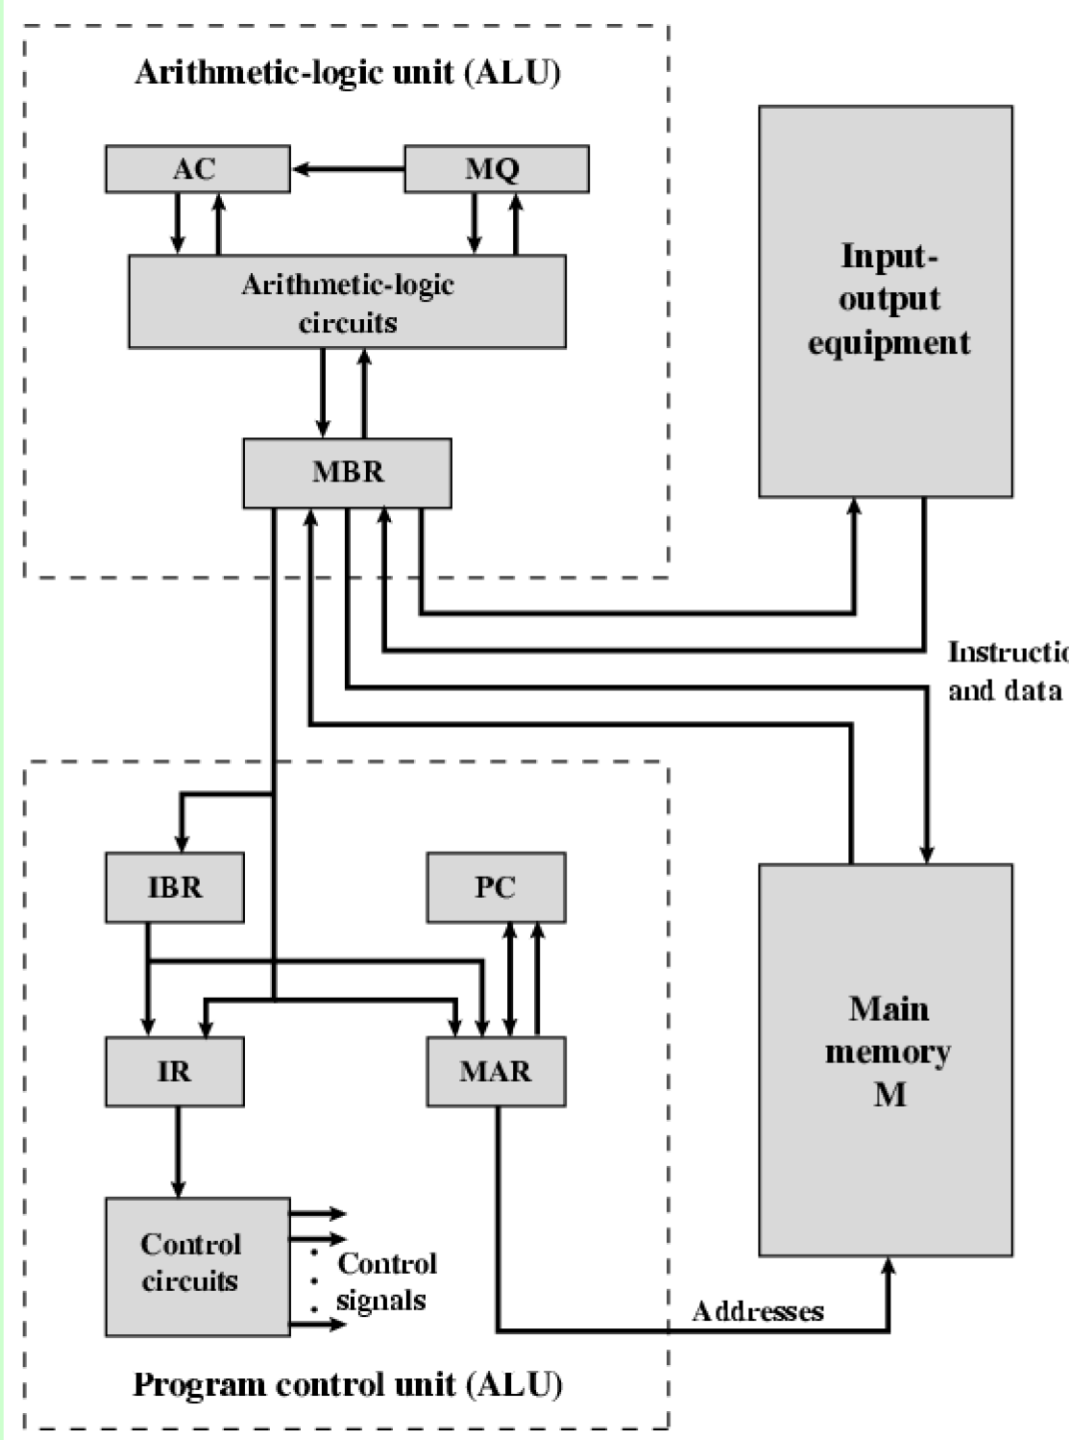 Arithmetic-logic unit (ALU)
AC
MQ
Arithmetic-logic
circuits
MBR
Input-
output
equipment
Instructio
and data
IBR
PC
IR
MAR
Main
memory
M
Control
circuits
Control
signals
Addresses
Program control unit (ALU)